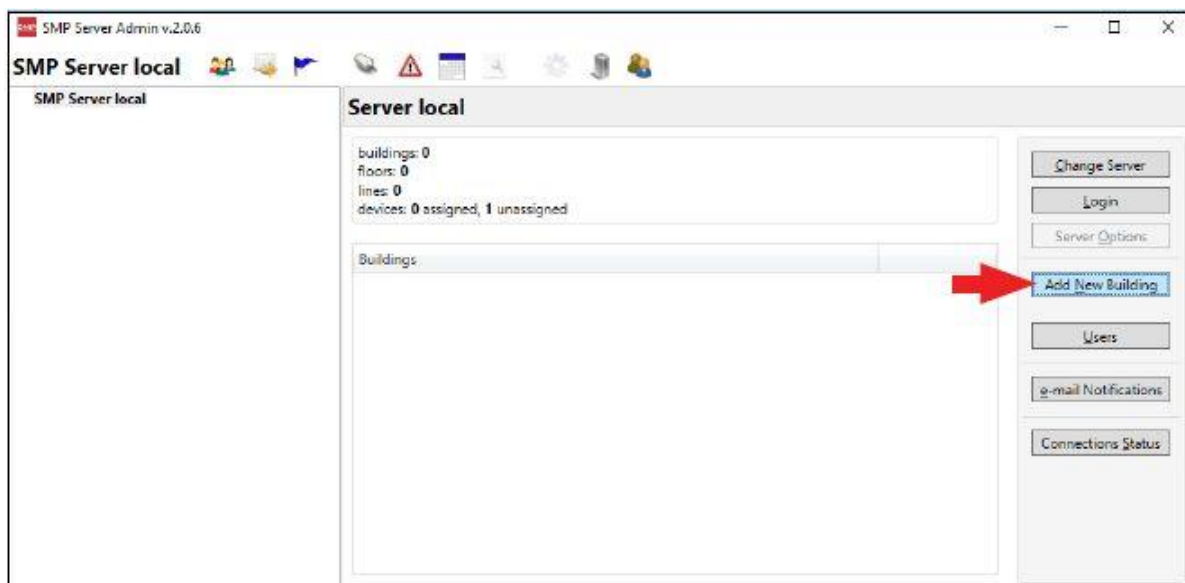 SMP Server Admin v.2.0.6
SMP Server local
SMP Server local
Server local
buildings: 0
floors: 0
lines: 0
devices: 0 assigned, 1 unassigned
Buildings
Change Server
Login
Server Options
Add New Building
Users
e-mail Notifications
Connections Status